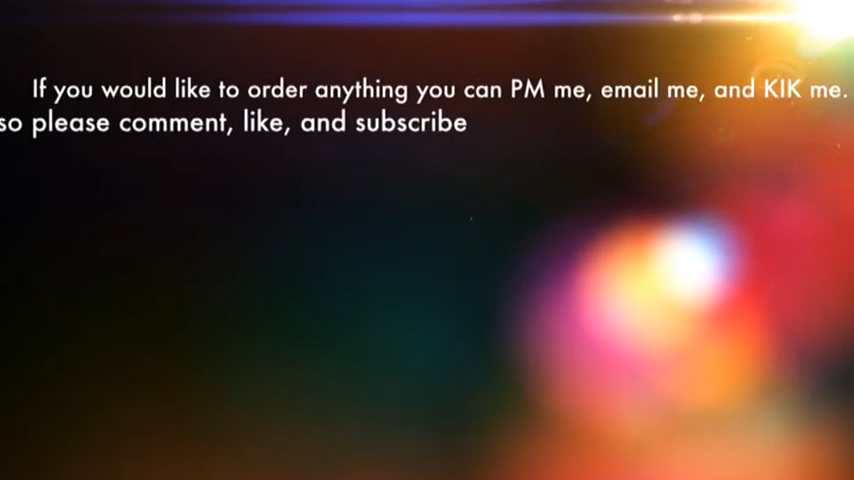 If you would like to order anything you can PM me, email me, and KIK me.
so please comment, like, and subscribe